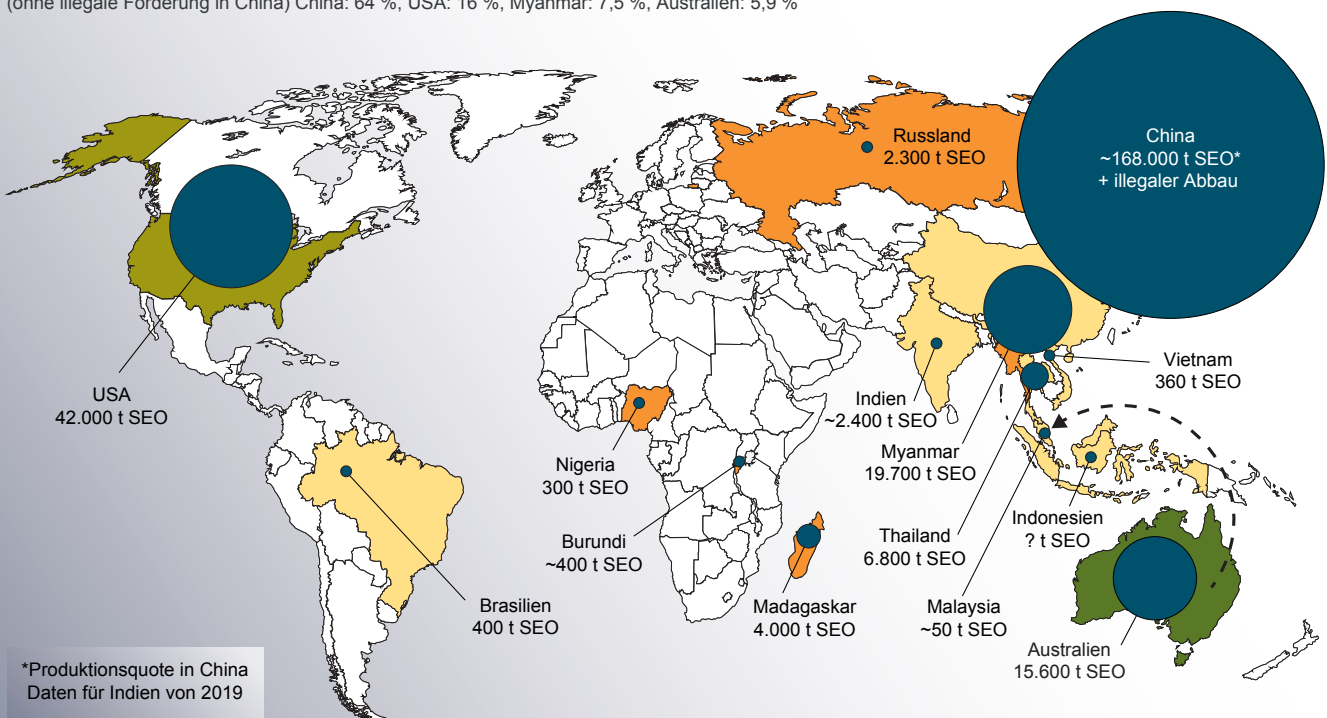 (ohne illegale Förderung in China) China: 64 %, USA: 16 %, Myanmar: 7,5 %, Australien: 5,9 %
Russland
2.300 t SEO
China
~168.000 t SEO*
+ illegaler Abbau
USA
42.000 t SEO
Vietnam
360 t SEO
Indien
~2.400 t SEO
Myanmar
19.700 t SEO
Nigeria
300 t SEO
Burundi
~400 t SEO
Thailand
6.800 t SEO
Indonesien
? t SEO
Brasilien
400 t SEO
Madagaskar
4.000 t SEO
Malaysia
~50 t SEO
Australien
15.600 t SEO
*Produktionsquote in China
Daten für Indien von 2019